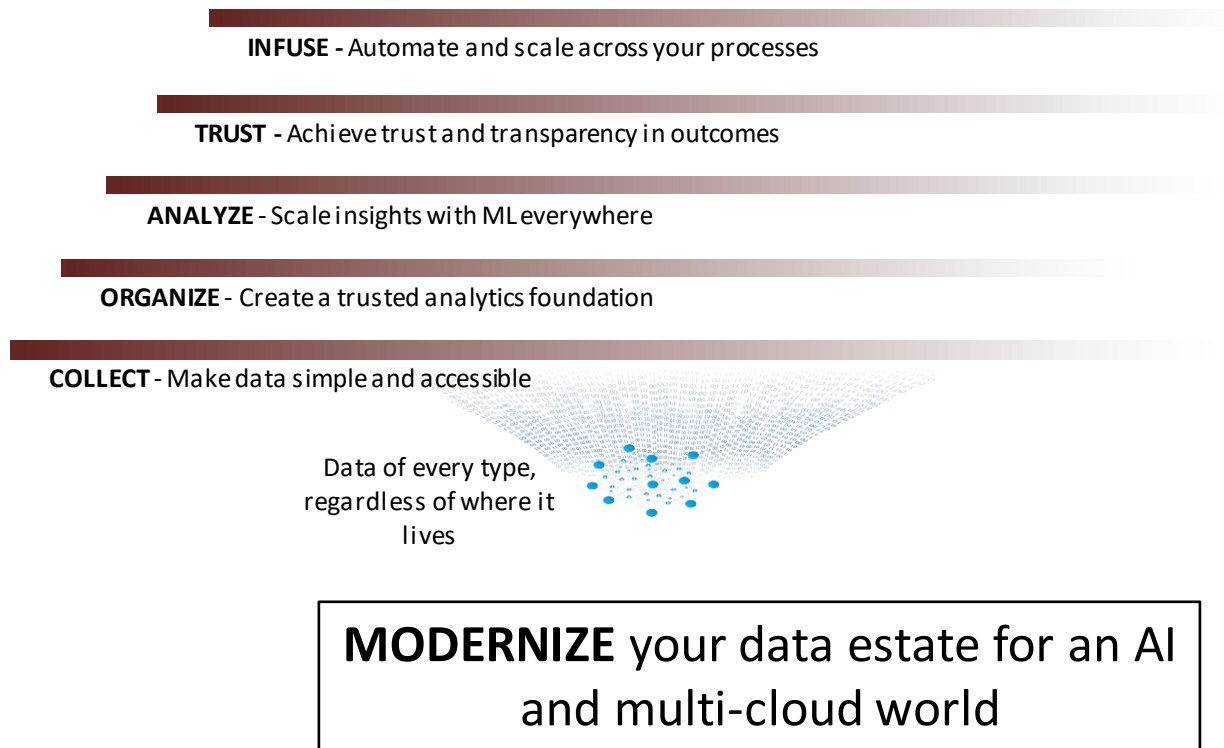 INFUSE - Automate and scale across your processes
TRUST - Achieve trust and transparency in outcomes
ANALYZE - Scale insights with ML everywhere
ORGANIZE - Create a trusted analytics foundation
COLLECT - Make data simple and accessible
Data of every type,
regardless of where it
lives
MODERNIZE your data estate for an AI
and multi-cloud world